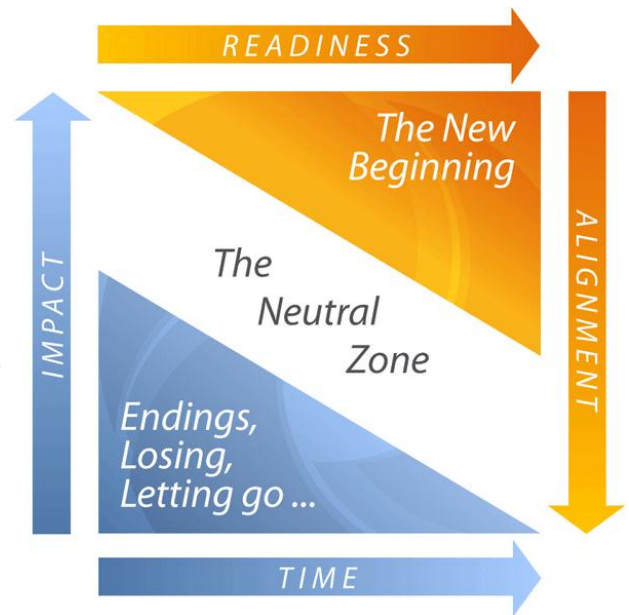 READINESS
The New
Beginning
ALIGNMENT
IMPACT
The
Neutral
Zone
Endings,
Losing,
Letting go ...
TIME